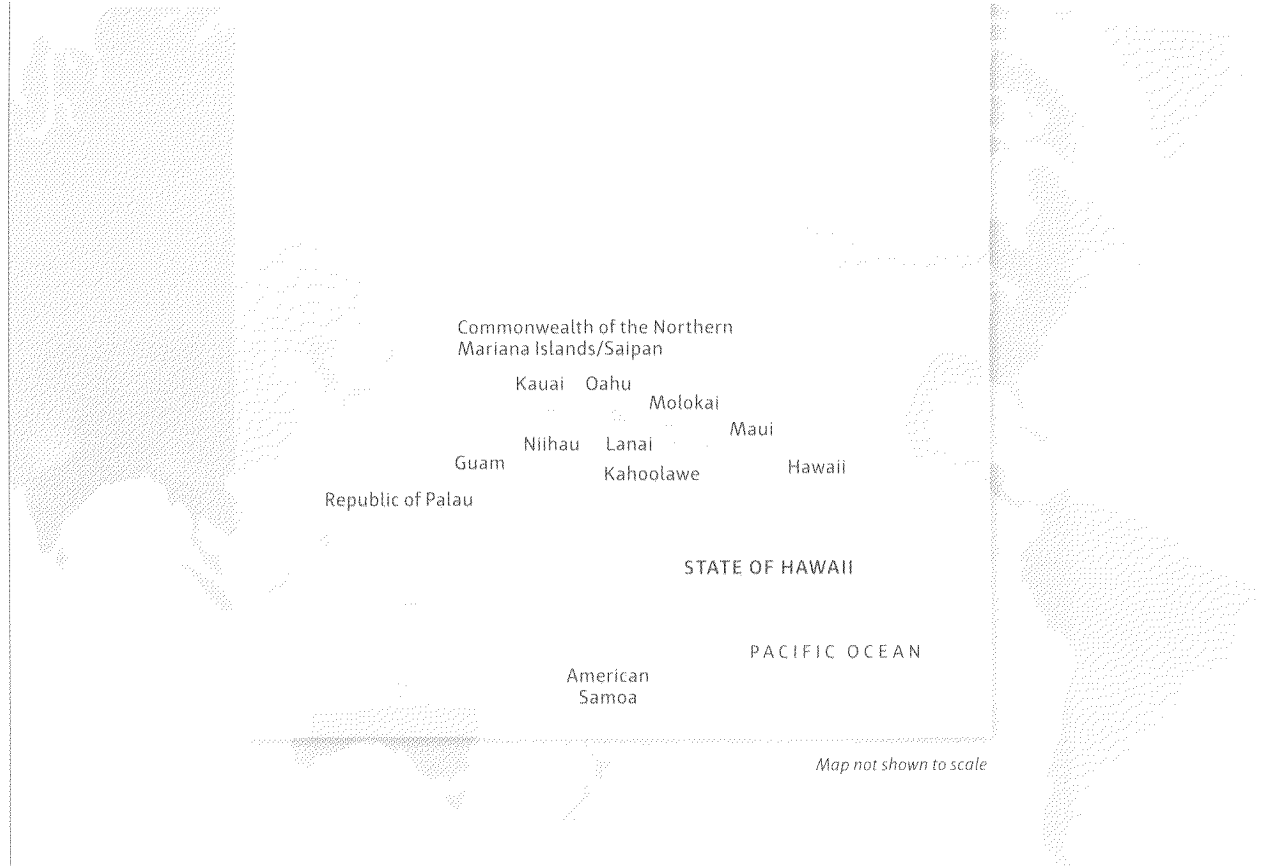 Commonwealth of the Northern
Mariana Islands/Saipan
Kauai Oahu
Molokai
Maui
Niihau Lanai
Guam
Kahoolawe
Hawaii
Republic of Palau
STATE OF HAWAII
PACIFIC OCEAN
American
Samoa
Map not shown to scale